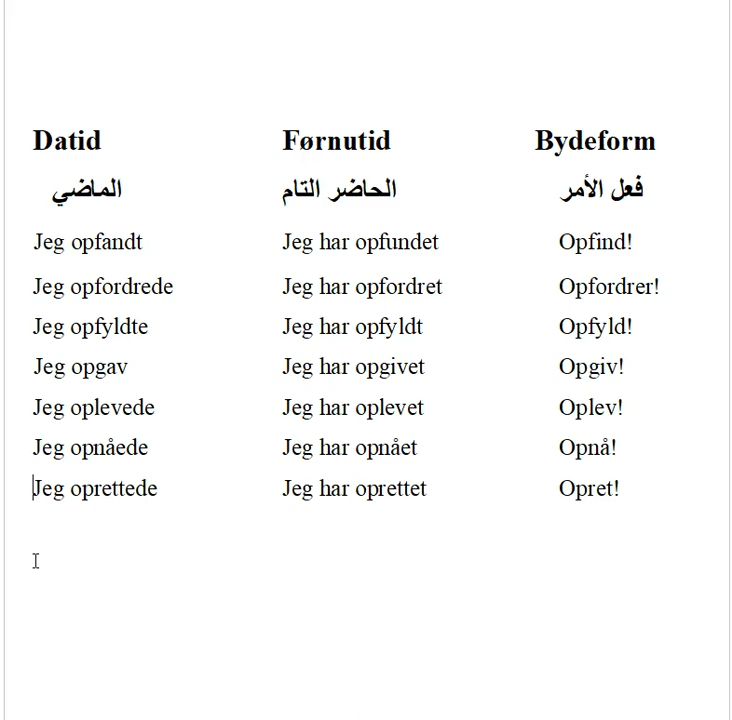 Datid Førnutid Bydeform
الماضي الحاضر التام فعل الأمر
Jeg opfandt Jeg har opfundet Opfind!
Jeg opfordrede Jeg har opfordret Opfordrer!
Jeg opfyldte Jeg har opfyldt Opfyld!
Jeg opgav Jeg har opgivet Opgiv!
Jeg oplevede Jeg har oplevet Oplev!
Jeg opnåede Jeg har opnået Opnå!
Jeg oprettede Jeg har oprettet Opret!